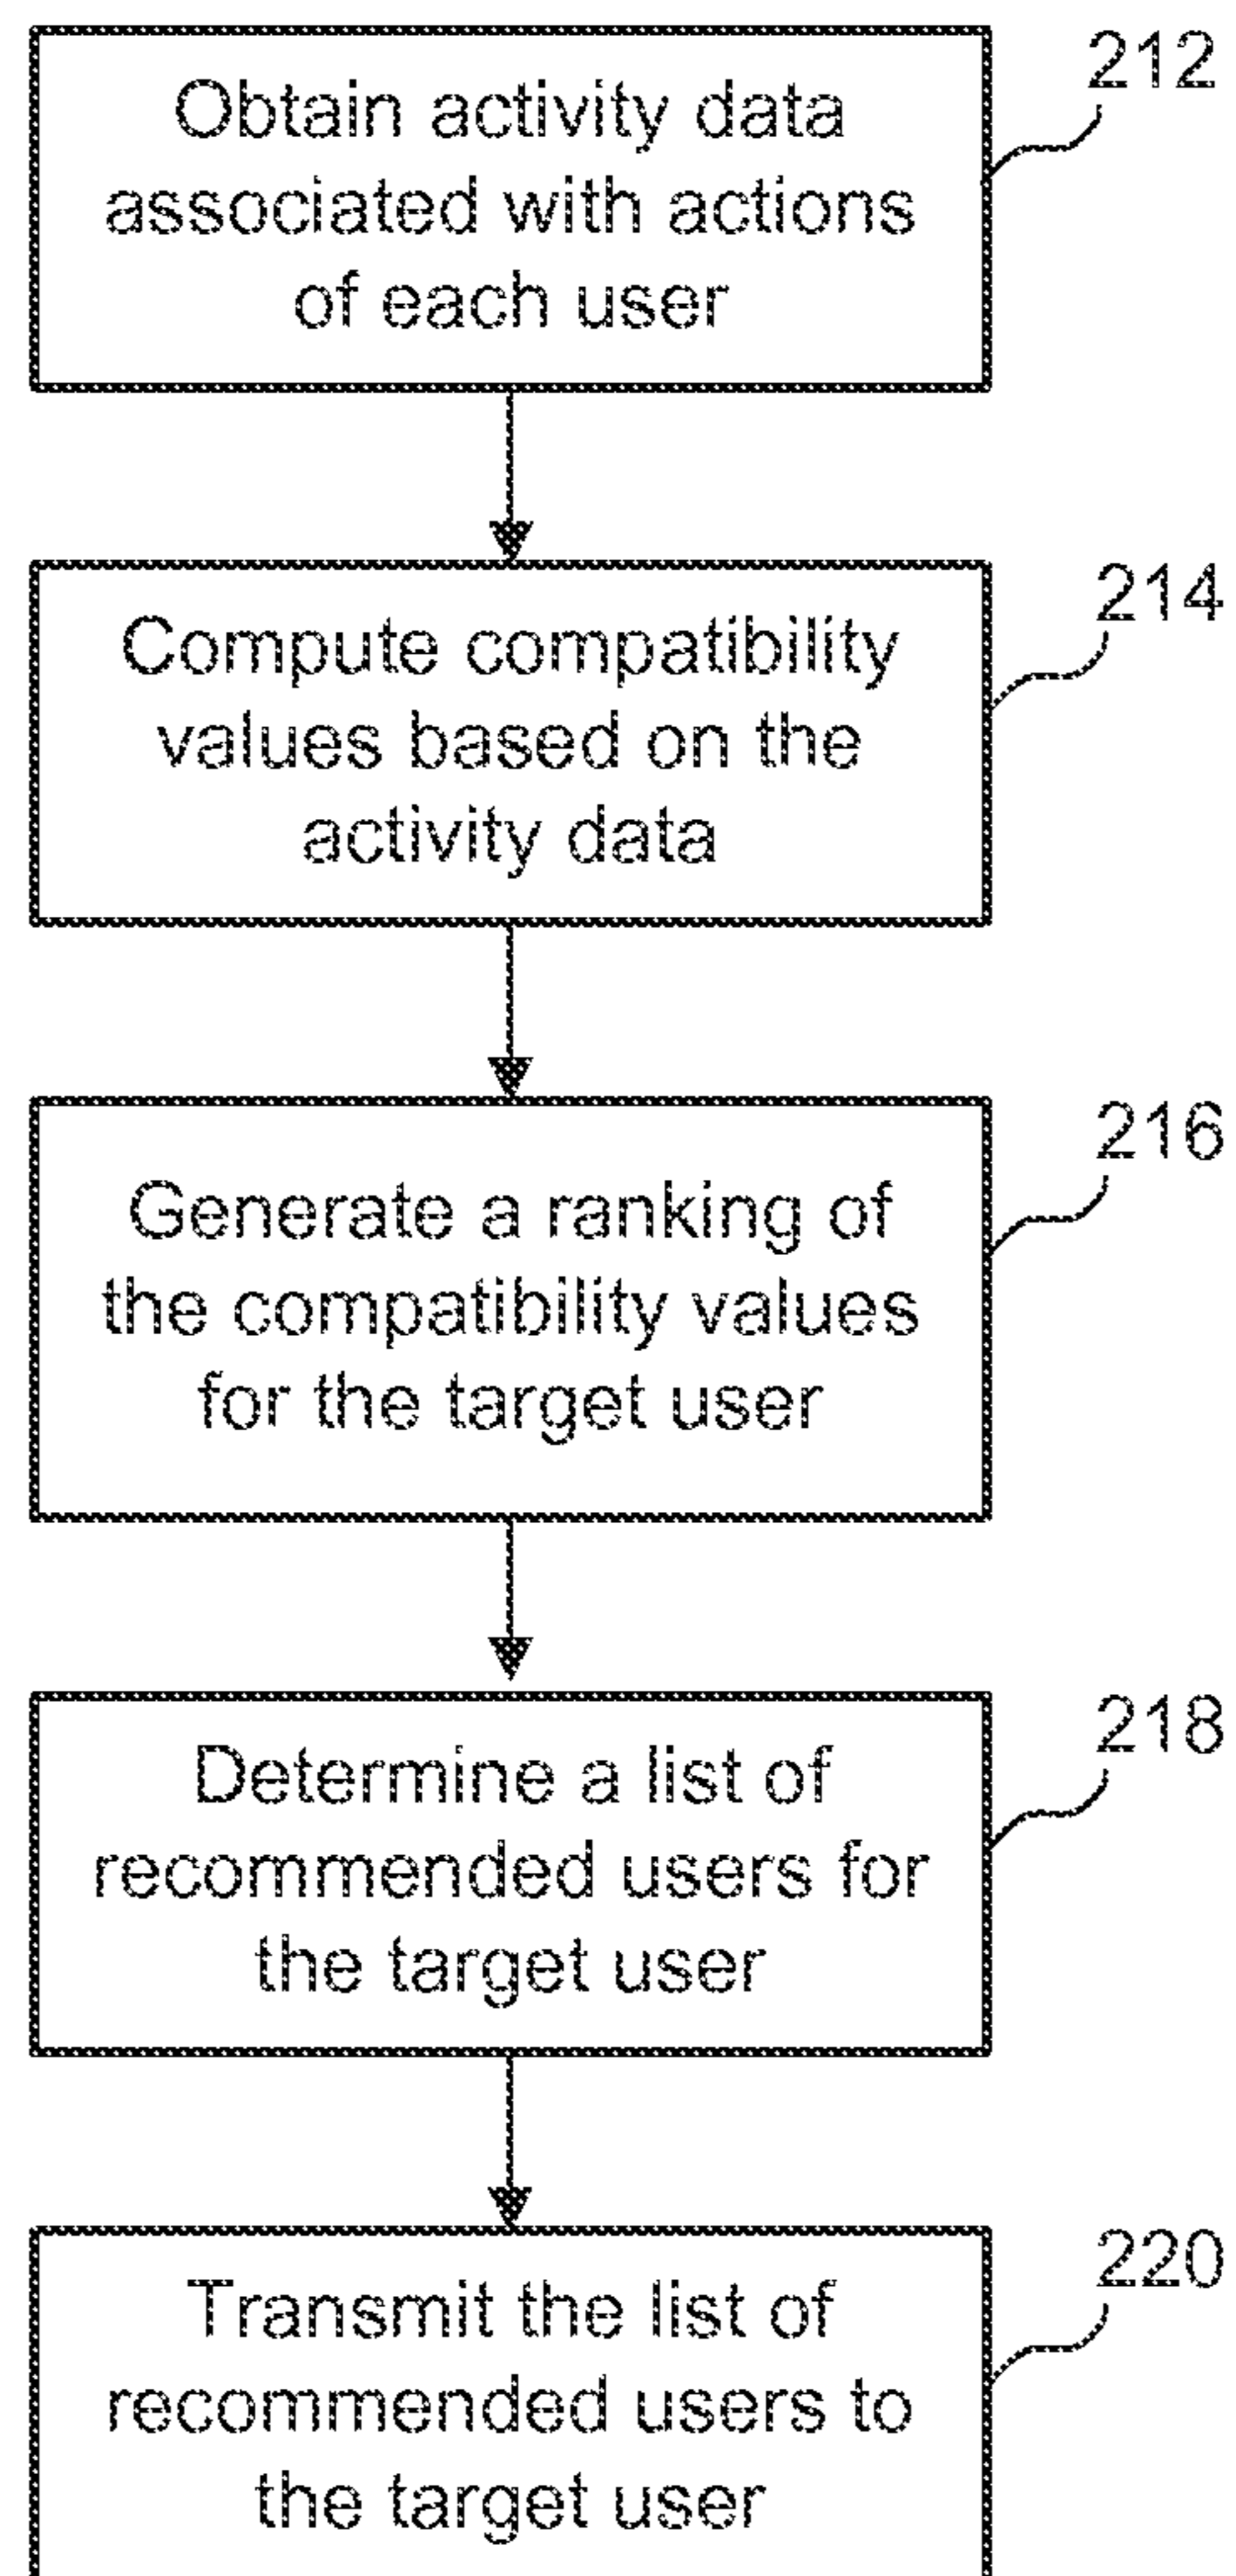 212
Obtain activity data
associated with actions
of each user
214
Compute compatibility
values based on the
activity data
216
Generate a ranking of
the compatibility values
for the target user
218
Determine a list of
recommended users for
the target user
220
Transmit the list of
recommended users to
the target user